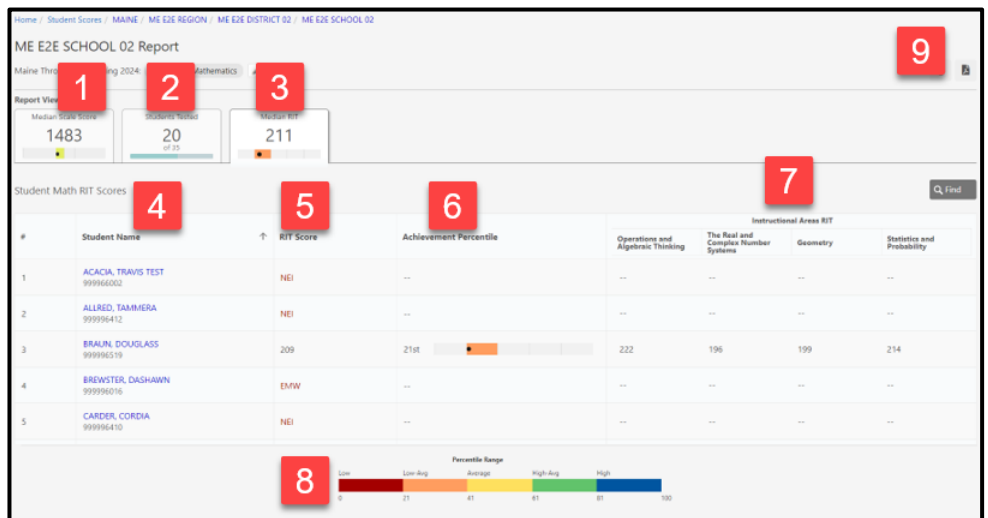 Home / Student Scores / MAINE / ME E2E REGION / ME E2E DISTRICT 02 / ME E2E SCHOOL 02
ME E2E SCHOOL 02 Report
9
Maine Thro ing 2024: Mathematics
1
2
3
Report View
Median Scale Score
Students Tested
Median RIT
1483
20
211
of 35
Student Math RIT Scores
Find
4
5
6
7
Instructional Areas RIT
# Student Name ↑ RIT Score Achievement Percentile Operations and Algebraic Thinking The Real and Complex Number Systems Geometry Statistics and Probability
1 ACACIA, TRAVIS TEST NEI -- -- -- -- --
999966002
2 ALLRED, TAMMERA NEI -- -- -- -- --
999996412
3 BRAUN, DOUGLASS 209 21st 222 196 199 214
999996519
4 BREWSTER, DASHAWN EMW -- -- -- -- --
999996016
5 CARDER, CORDIA NEI -- -- -- -- --
999996410
8
Percentile Range
Low Low-Avg Average High-Avg High
0 21 41 61 81 100